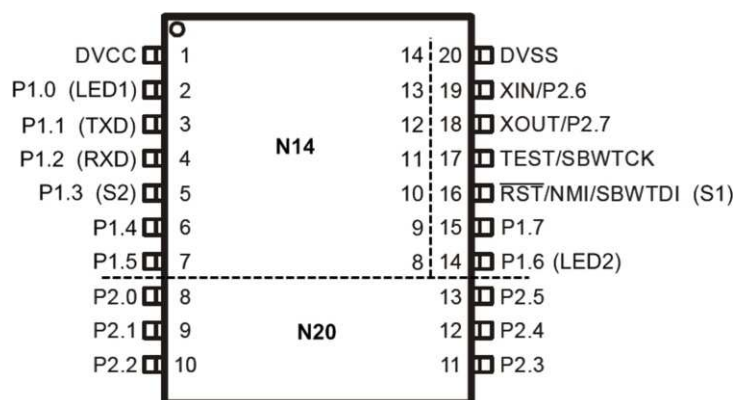 DVCC 1 14 20 DVSS
P1.0 (LED1) 2 13 19 XIN/P2.6
P1.1 (TXD) 3 12 18 XOUT/P2.7
P1.2 (RXD) 4 N14 11 17 TEST/SBWTCK
P1.3 (S2) 5 10 16 RST/NMI/SBWTDI (S1)
P1.4 6 9 15 P1.7
P1.5 7 8 14 P1.6 (LED2)
P2.0 8 13 P2.5
P2.1 9 N20 12 P2.4
P2.2 10 11 P2.3